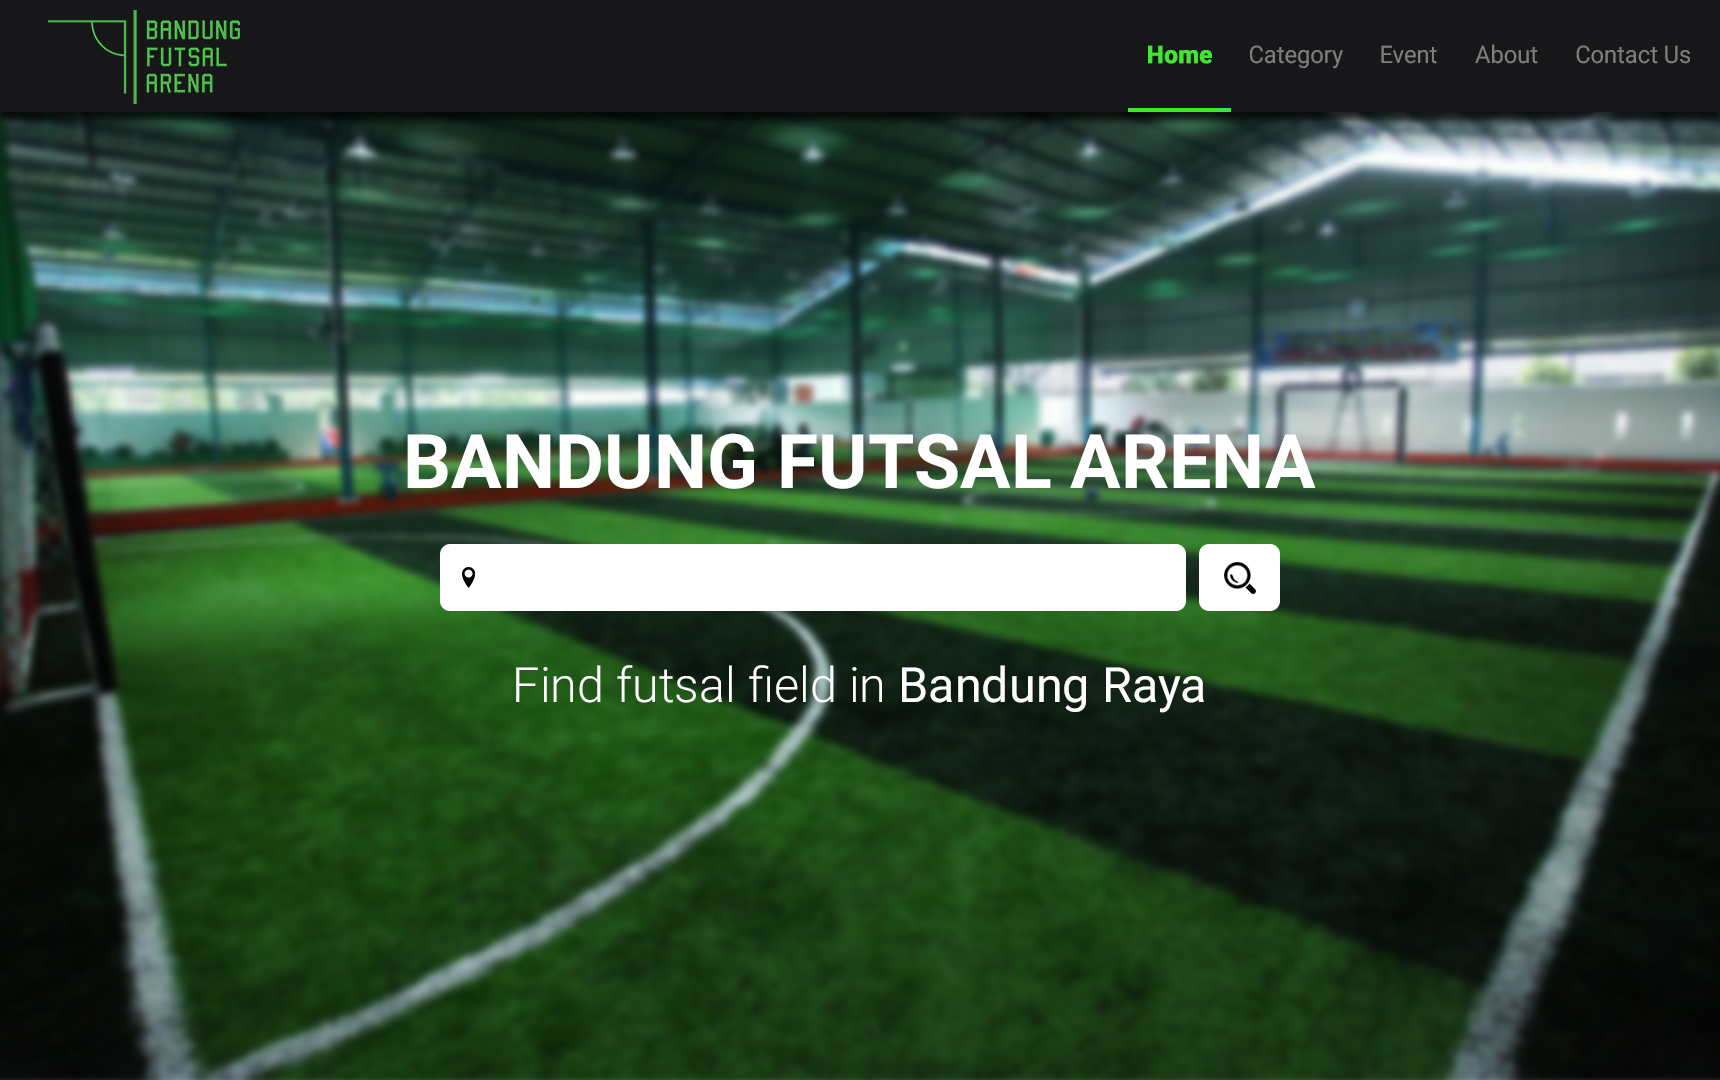 BANDUNG
FUTSAL
ARENA
Home Category Event About Contact Us
BANDUNG FUTSAL ARENA
Find futsal field in Bandung Raya